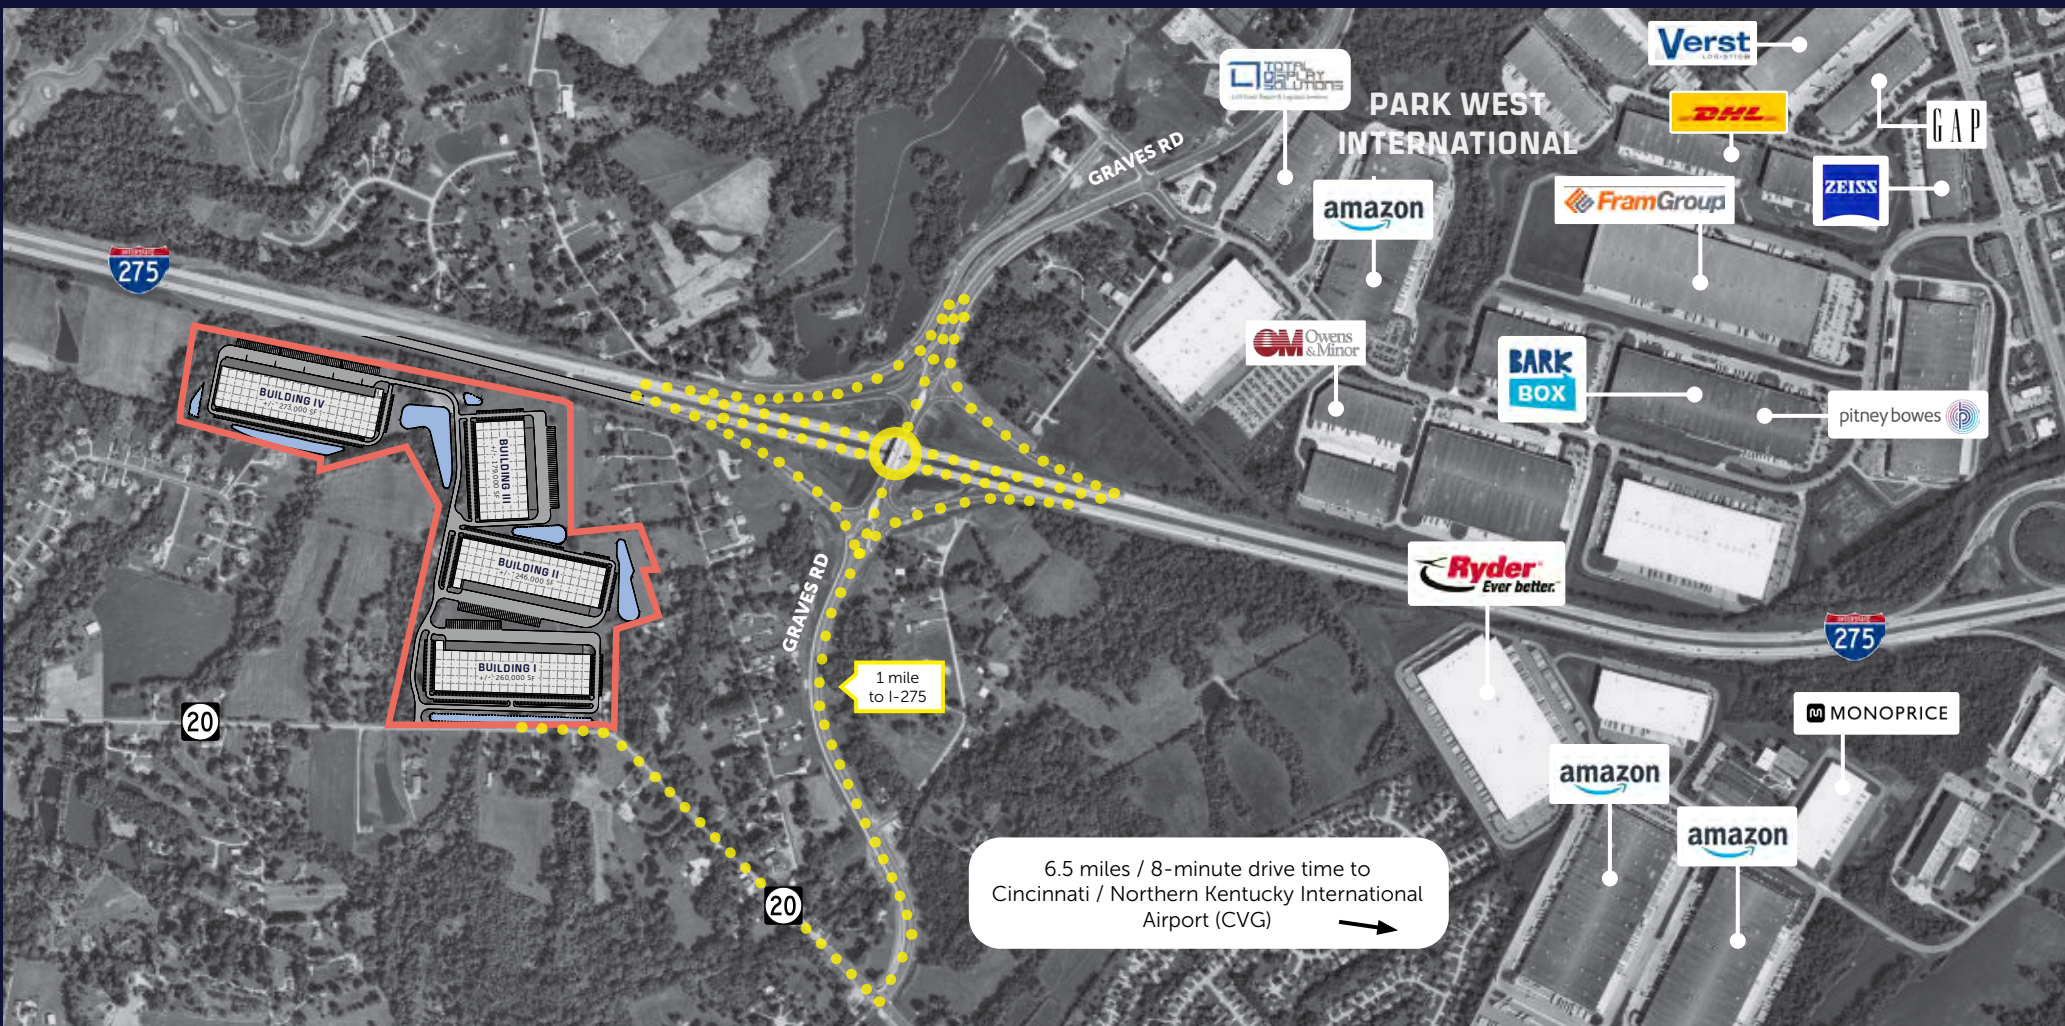 Verst
LOGISTICS
TOTAL
DISPLAY
SOLUTIONS
PARK WEST
INTERNATIONAL
DHL
GAP
GRAVES RD
ZEISS
FramGroup
amazon
INTERSTATE
275
OM Owens
&Minor
BARK
BOX
pitney bowes
BUILDING IV
+/- 273,000 SF
BUILDING III
+/- 179,000 SF
BUILDING II
+/- 246,000 SF
BUILDING I
+/- 260,000 SF
GRAVES RD
Ryder
Ever better.
INTERSTATE
275
1 mile
to I-275
20
MONOPRICE
amazon
amazon
20
6.5 miles / 8-minute drive time to
Cincinnati / Northern Kentucky International
Airport (CVG)